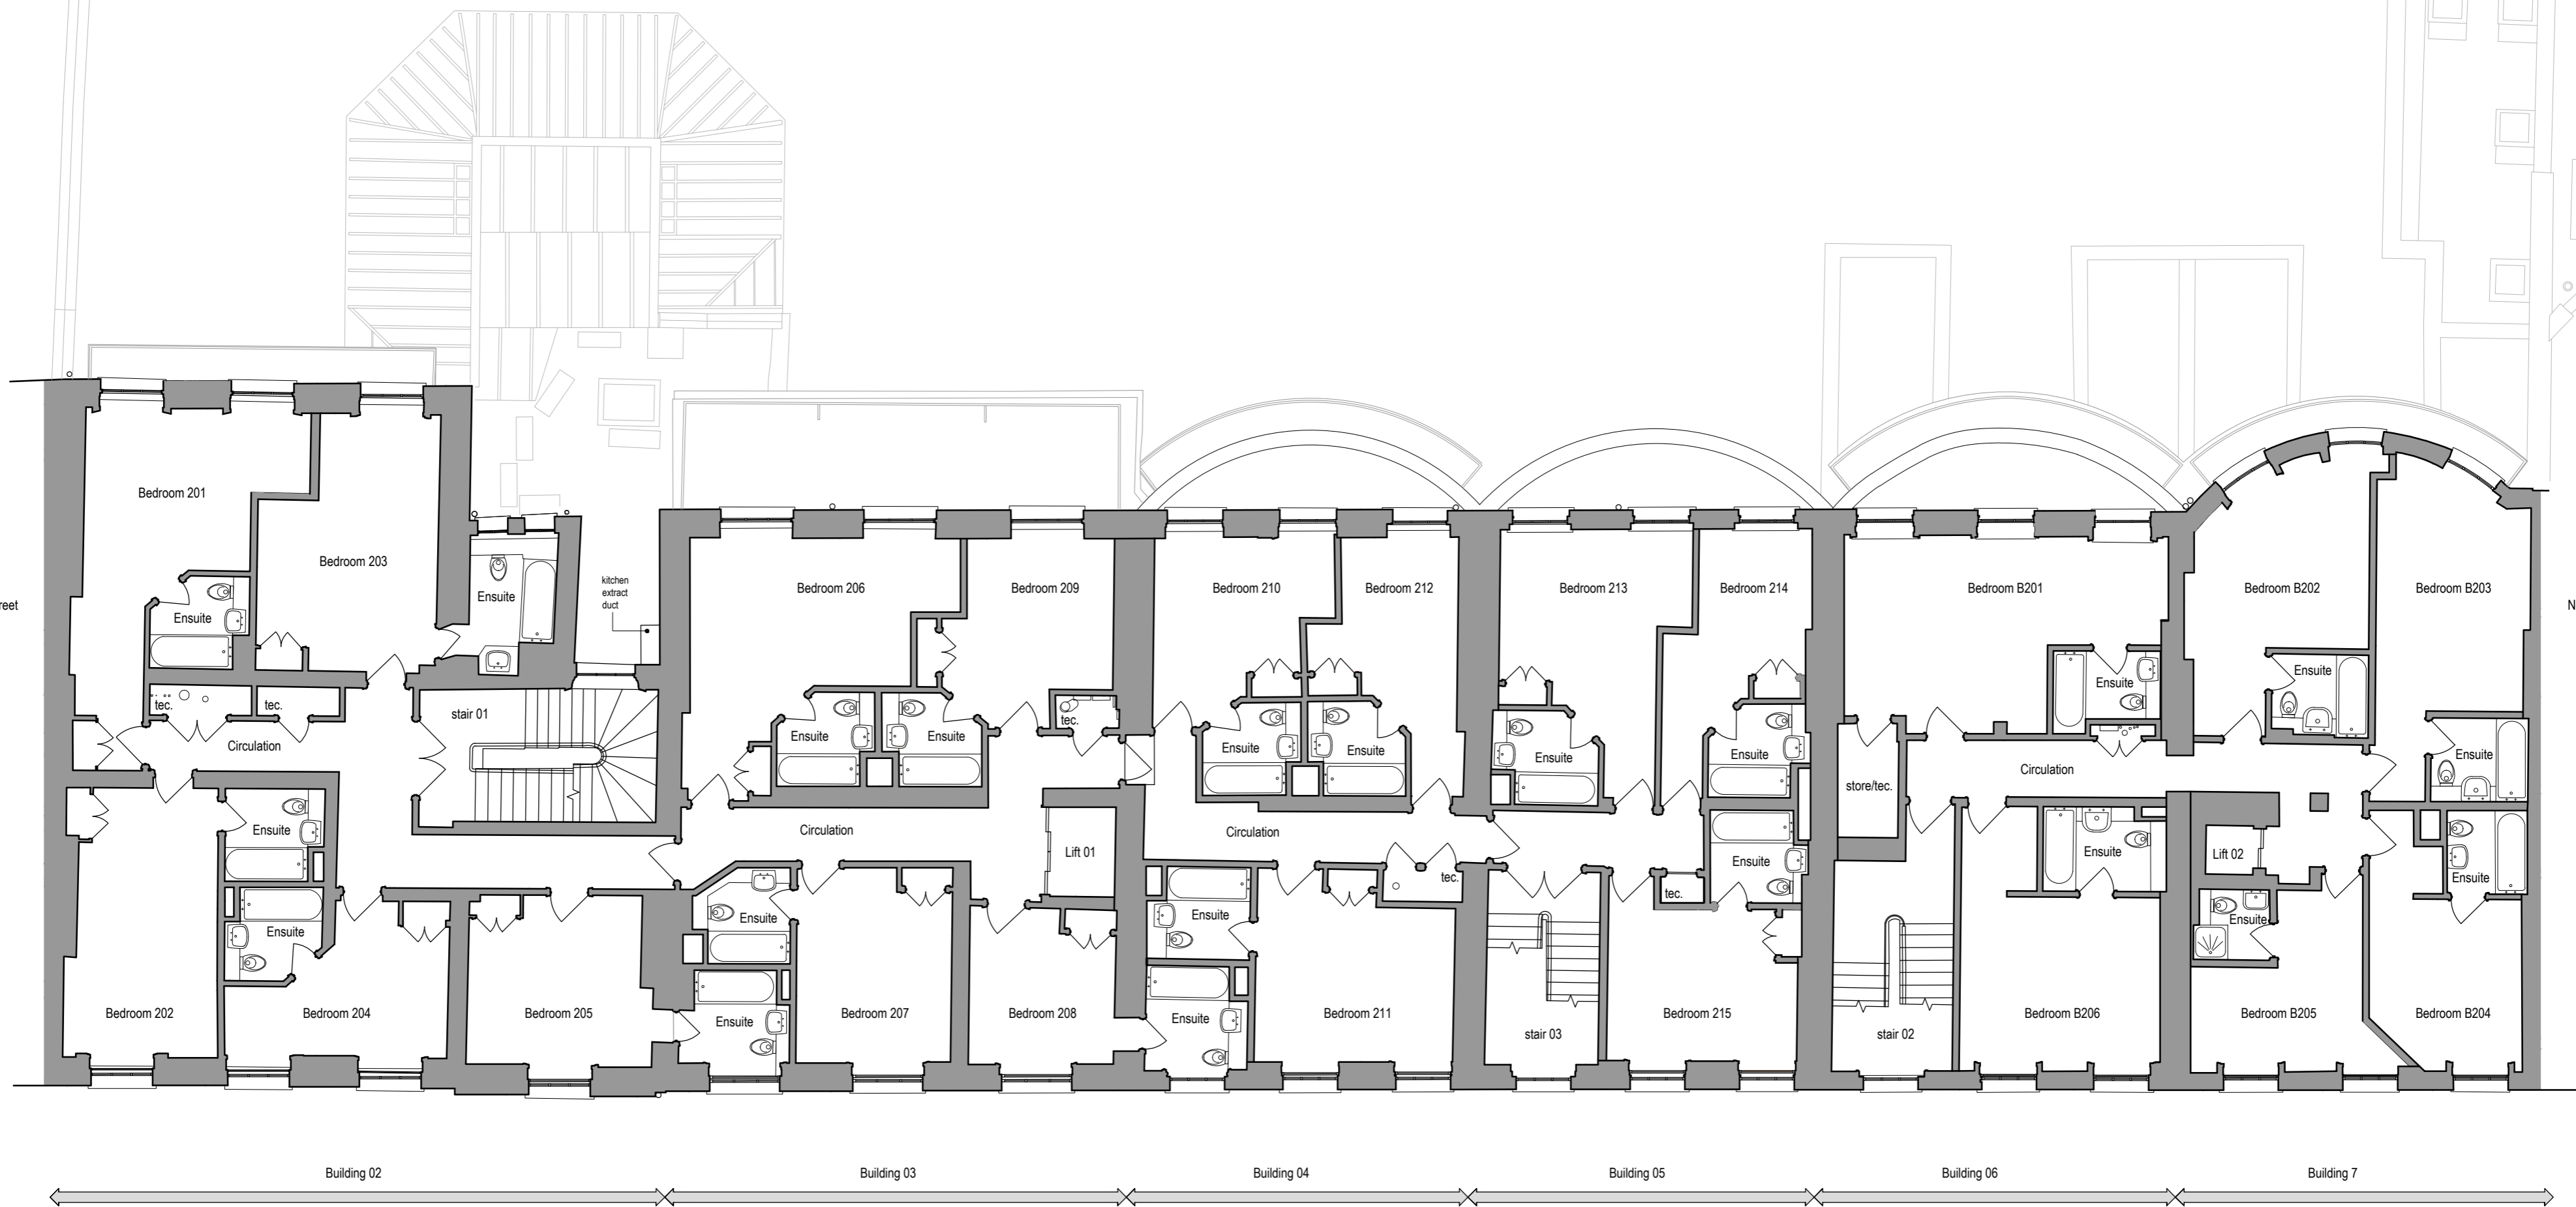 Bedroom 201
Bedroom 203
Ensuite
Ensuite
kitchen
extract
duct
reet
tec.
tec.
stair 01
Circulation
Bedroom 206
Bedroom 209
Ensuite
Ensuite
tec.
Bedroom 210
Bedroom 212
Ensuite
Ensuite
Bedroom 213
Bedroom 214
Ensuite
Ensuite
Bedroom B201
Ensuite
store/tec.
Circulation
Bedroom B202
Bedroom B203
N
Ensuite
Ensuite
Ensuite
Ensuite
Bedroom 202
Bedroom 204
Bedroom 205
Circulation
Lift 01
Ensuite
Ensuite
Bedroom 207
Bedroom 208
Circulation
tec.
Ensuite
Ensuite
Bedroom 211
stair 03
Ensuite
tec.
Bedroom 215
stair 02
Ensuite
Bedroom B206
Lift 02
Ensuite
Ensuite
Bedroom B205
Bedroom B204
Building 02
Building 03
Building 04
Building 05
Building 06
Building 7